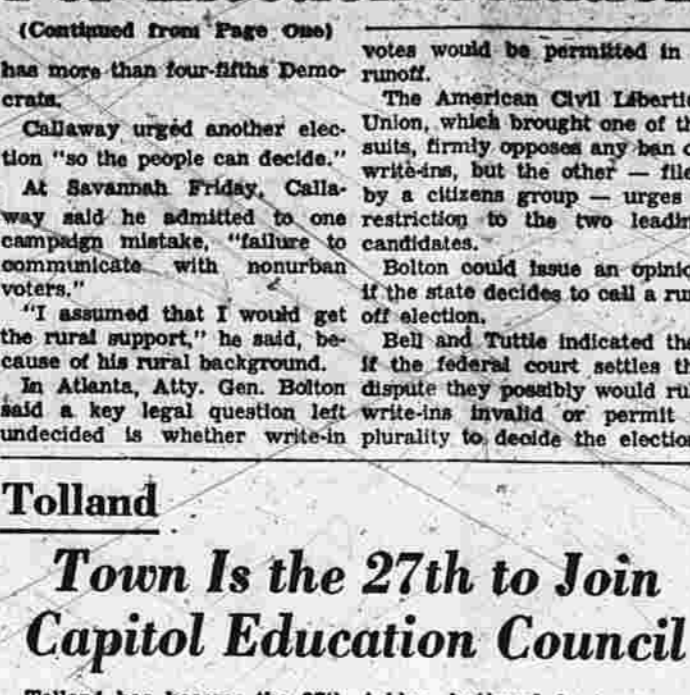 (Continued from Page One)
has more than four-fifths Demo-
crats.
Callaway urged another elec-
tion "so the people can decide."
At Savannah Friday, Calla-
way said he admitted to one
campaign mistake, "failure to
communicate with nonurban
voters."
"I assumed that I would get
the rural support," he said, be-
cause of his rural background.
In Atlanta, Atty. Gen. Bolton
said a key legal question left
undecided is whether write-in
votes would be permitted in
runoff.
The American Civil Liberti
Union, which brought one of th
suits, firmly opposes any ban o
write-ins, but the other — file
by a citizens group — urges
restriction to the two leadin
candidates.
Bolton could issue an opinio
if the state decides to call a run
off election.
Bell and Tuttle indicated tha
if the federal court settles th
dispute they possibly would ru
write-ins invalid or permit
plurality to decide the election
Tolland
Town Is the 27th to Join
Capitol Education Council